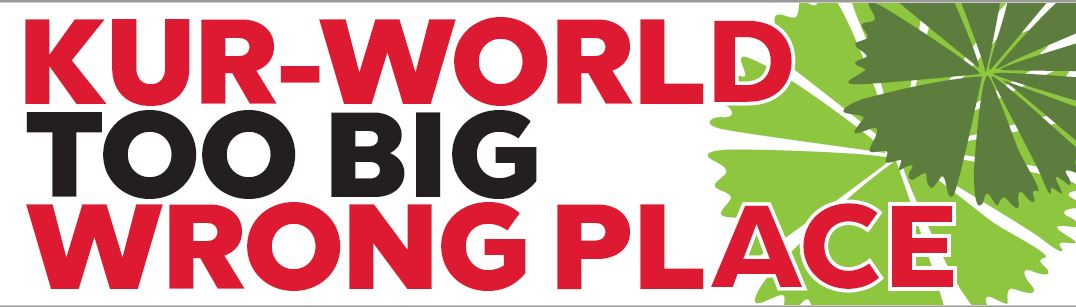 KUR-WORLD
TOO BIG
WRONG PLACE